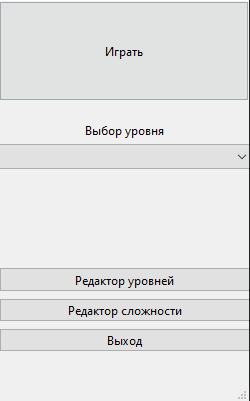 Играть
Выбор уровня
Редактор уровней
Редактор сложности
Выход